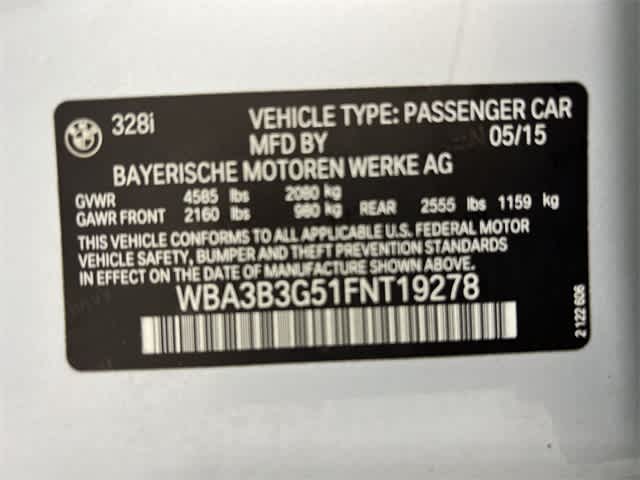 BMW
328i VEHICLE TYPE: PASSENGER CAR
MFD BY 05/15
BAYERISCHE MOTOREN WERKE AG
GVWR 4585 lbs 2080 kg
GAWR FRONT 2160 lbs 980 kg REAR 2555 lbs 1159 kg
THIS VEHICLE CONFORMS TO ALL APPLICABLE U.S. FEDERAL MOTOR
VEHICLE SAFETY, BUMPER AND THEFT PREVENTION STANDARDS
IN EFFECT ON THE DATE OF MANUFACTURE SHOWN ABOVE.
WBA3B3G51FNT19278
2 122 606